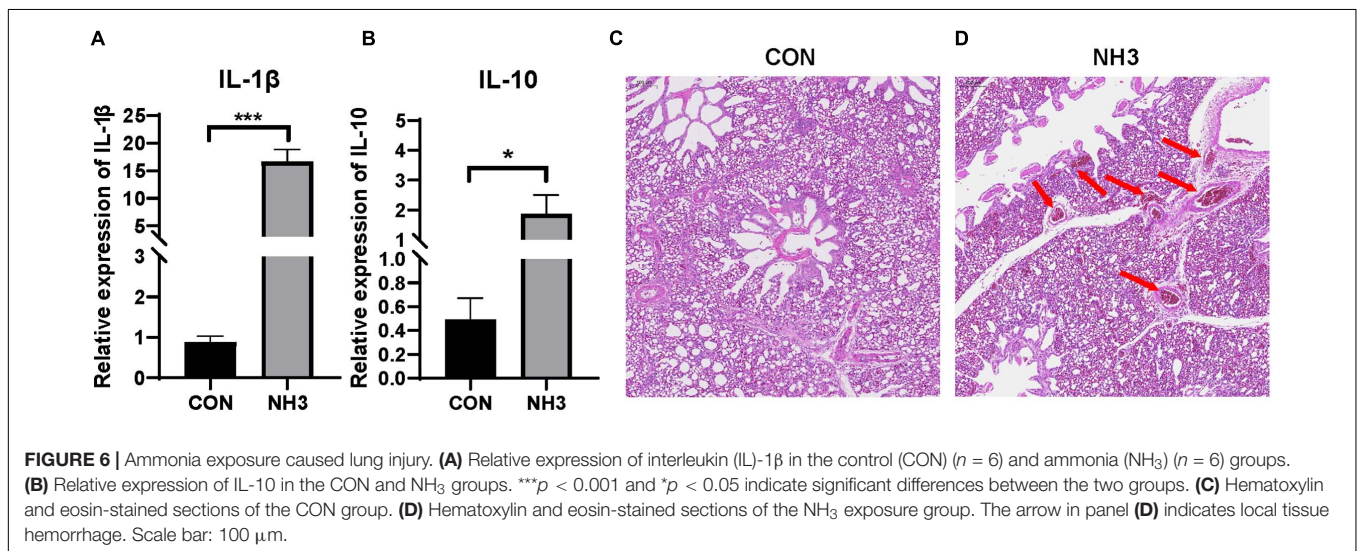 A
B
C
D
IL-1β
IL-10
CON
NH3
Relative expression of IL-1β
25
20
15
10
5
3
2
1
0
***
CON
NH3
Relative expression of IL-10
5
4
3
2
1
1.0
0.8
0.6
0.4
0.2
0.0
*
CON
NH3
FIGURE 6 | Ammonia exposure caused lung injury. (A) Relative expression of interleukin (IL)-1β in the control (CON) (n = 6) and ammonia (NH₃) (n = 6) groups.
(B) Relative expression of IL-10 in the CON and NH₃ groups. ***p < 0.001 and *p < 0.05 indicate significant differences between the two groups. (C) Hematoxylin
and eosin-stained sections of the CON group. (D) Hematoxylin and eosin-stained sections of the NH₃ exposure group. The arrow in panel (D) indicates local tissue
hemorrhage. Scale bar: 100 μm.